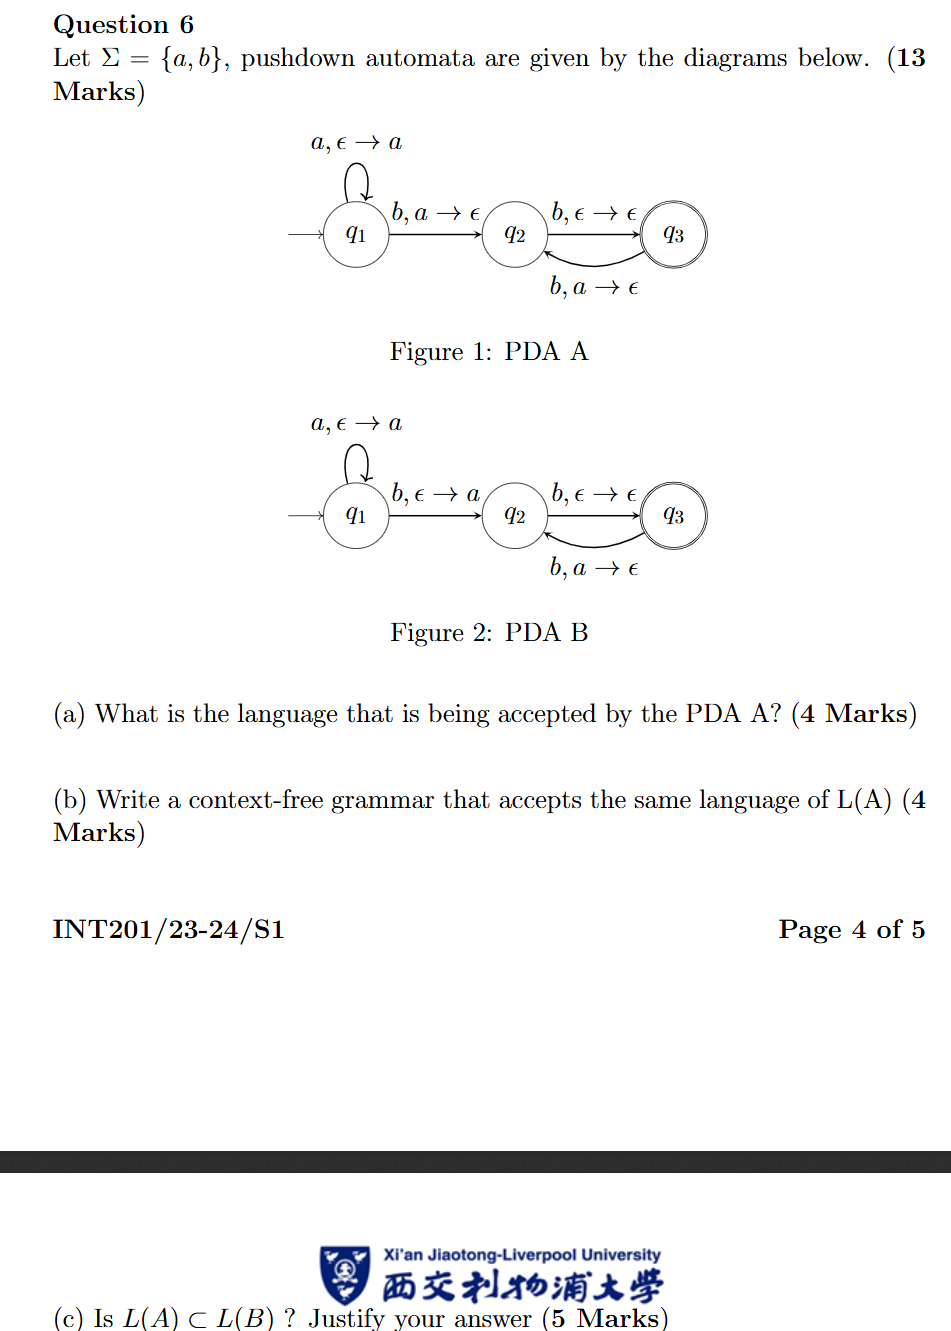 Question 6
Let Σ = {a, b}, pushdown automata are given by the diagrams below. (13
Marks)
a, ϵ → a
b, a → ϵ
b, ϵ → ϵ
q1
q2
q3
b, a → ϵ
Figure 1: PDA A
a, ϵ → a
b, ϵ → a
b, ϵ → ϵ
q1
q2
q3
b, a → ϵ
Figure 2: PDA B
(a) What is the language that is being accepted by the PDA A? (4 Marks)
(b) Write a context-free grammar that accepts the same language of L(A) (4
Marks)
INT201/23-24/S1
Page 4 of 5
Xi'an Jiaotong-Liverpool University
西交利物浦大学
(c) Is L(A) ⊂ L(B) ? Justify your answer (5 Marks)